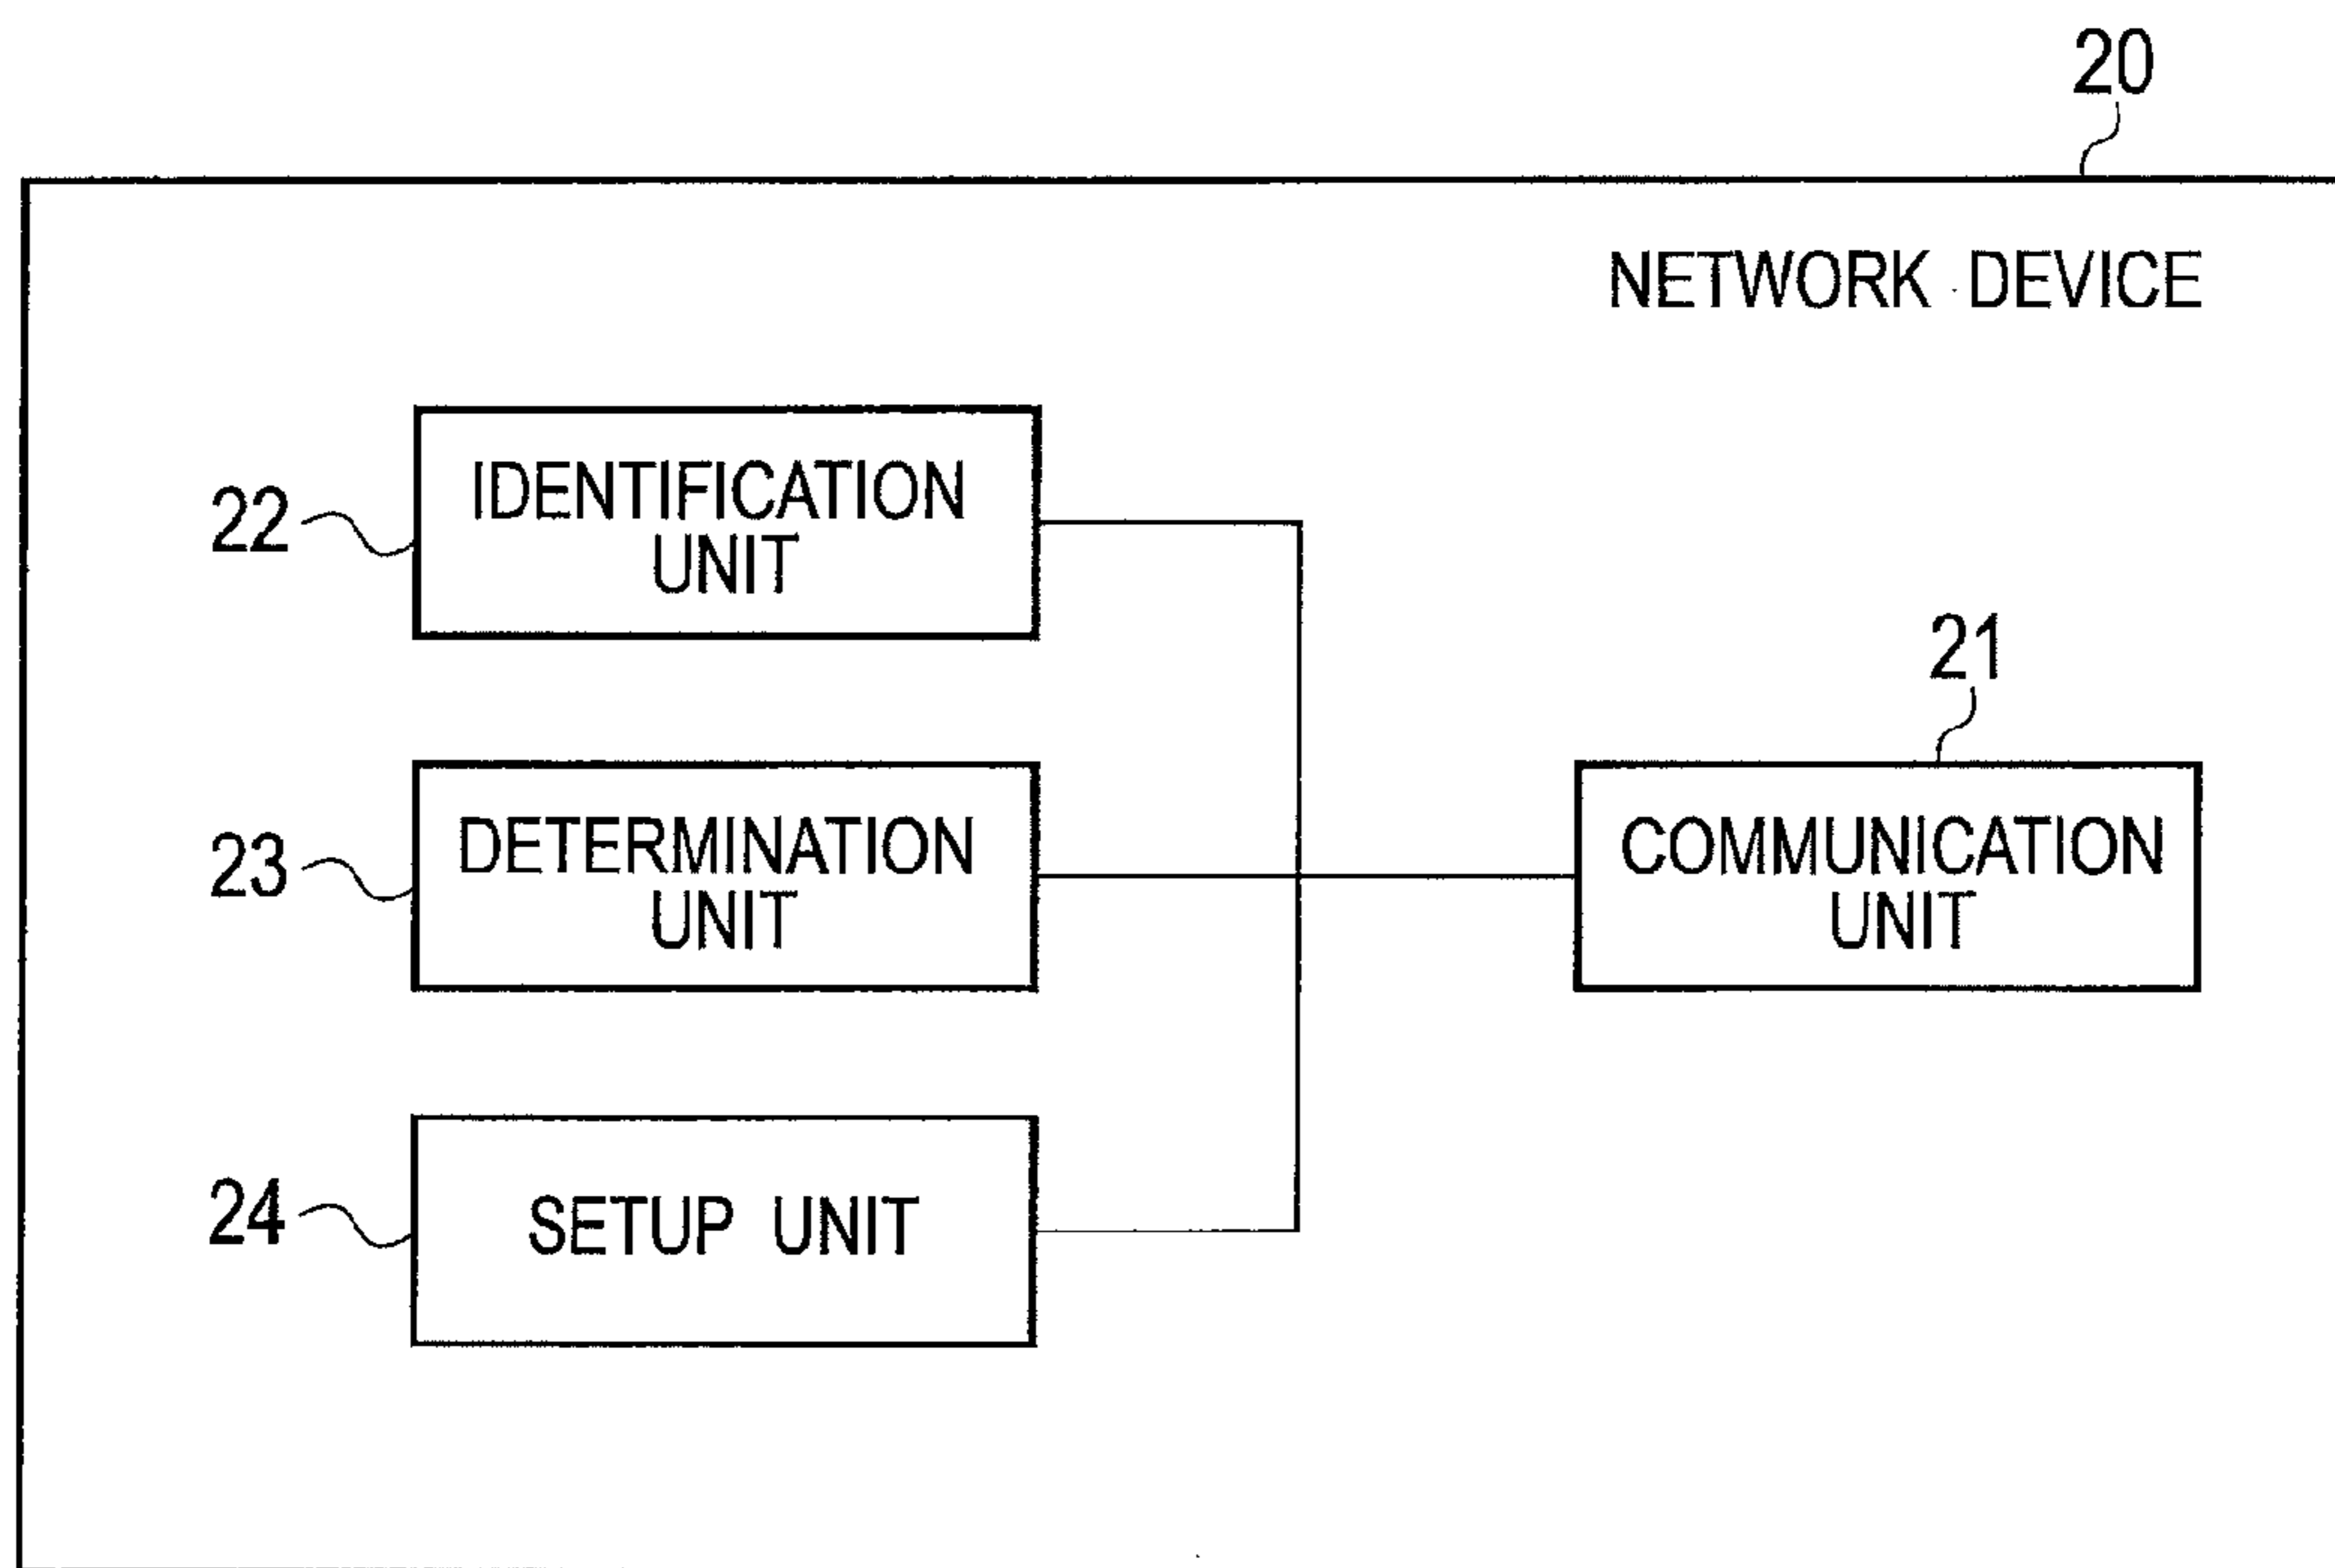 20
NETWORK DEVICE
22
IDENTIFICATION
UNIT
21
23
DETERMINATION
UNIT
COMMUNICATION
UNIT
24
SETUP UNIT